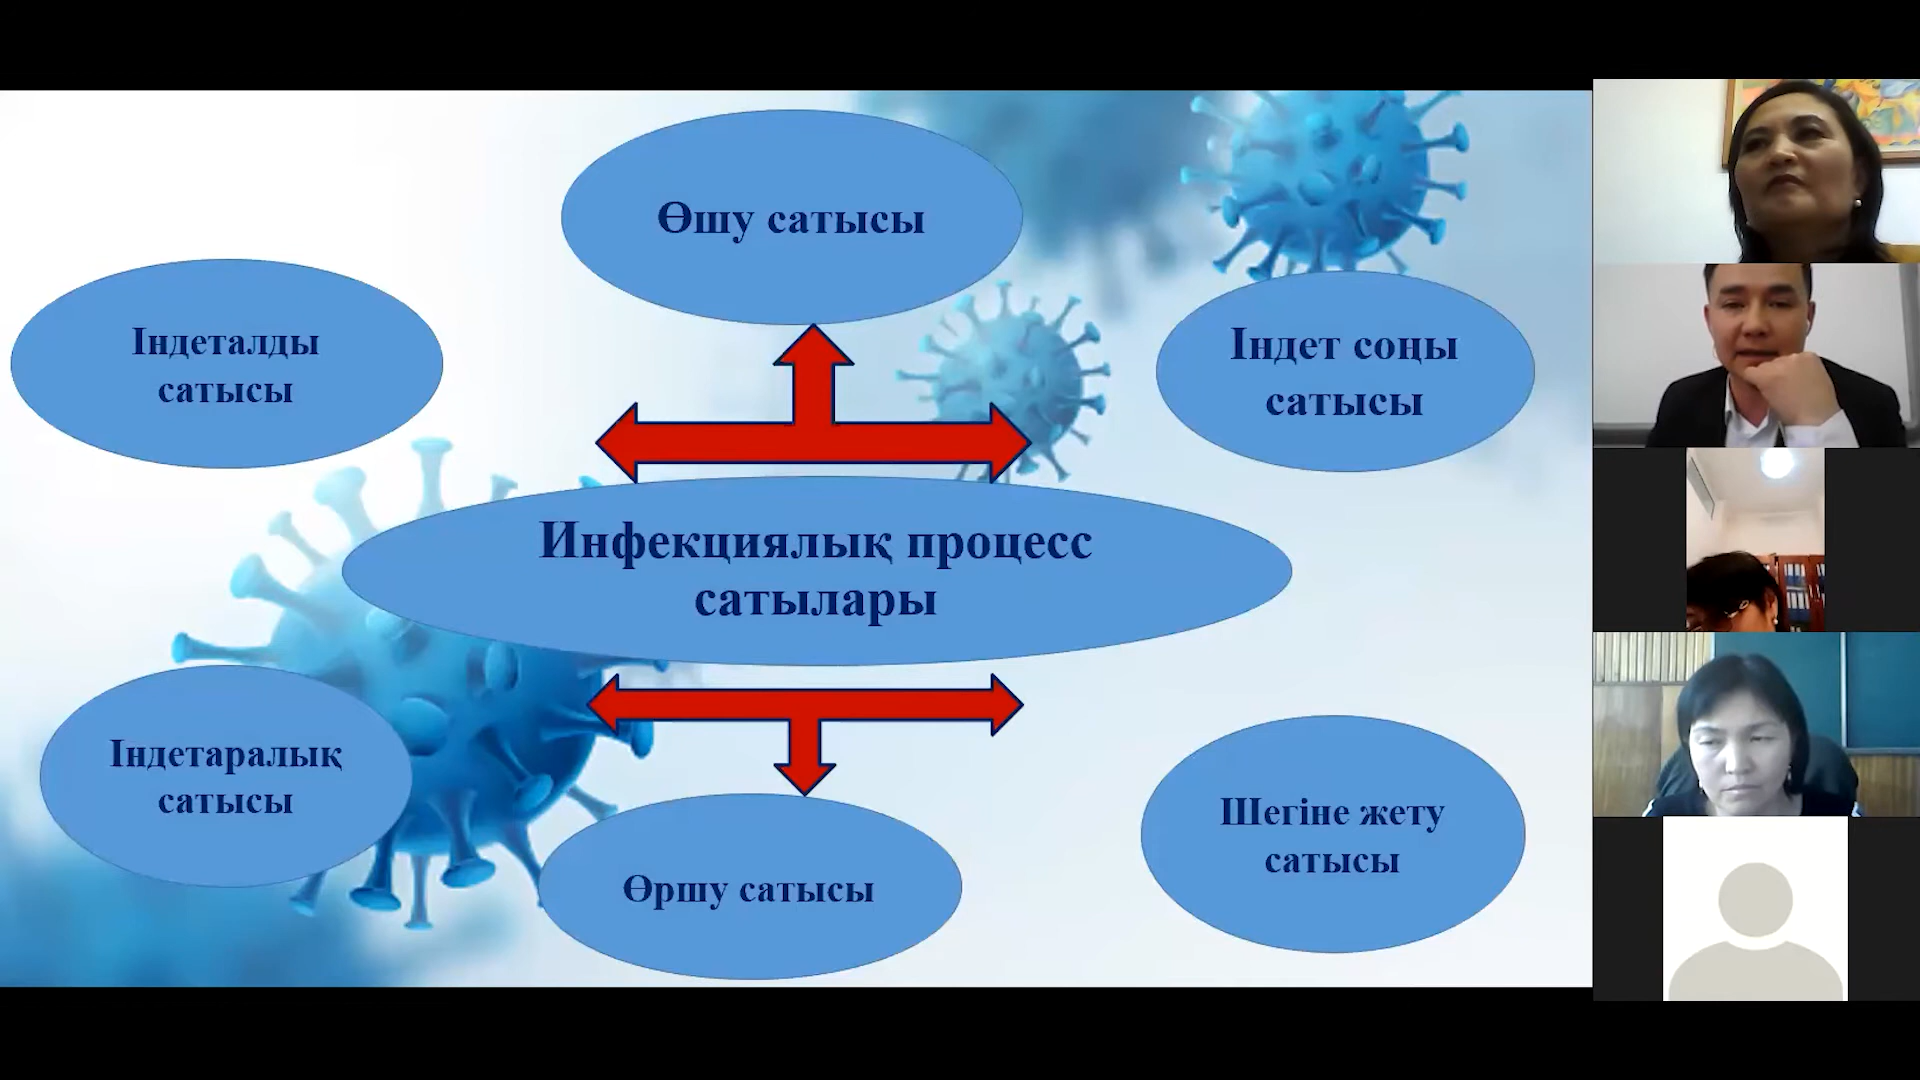 Өшу сатысы
Індеталды
сатысы
Індет соңы
сатысы
Инфекциялық процесс
сатылары
Індетаралық
сатысы
Өршу сатысы
Шегіне жету
сатысы